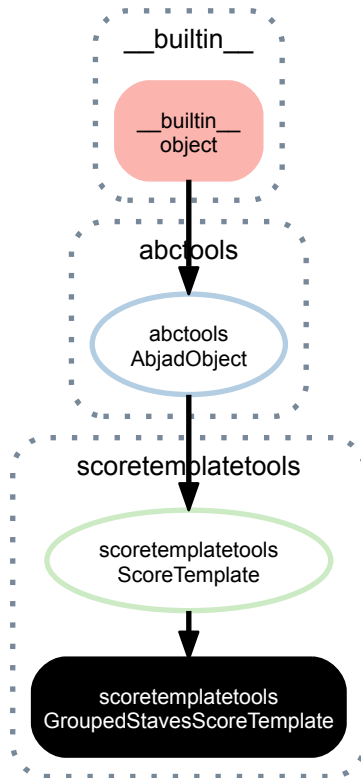 __builtin__
__builtin__
object
abctools
abctools
AbjadObject
scoretemplatetools
scoretemplatetools
ScoreTemplate
scoretemplatetools
GroupedStavesScoreTemplate